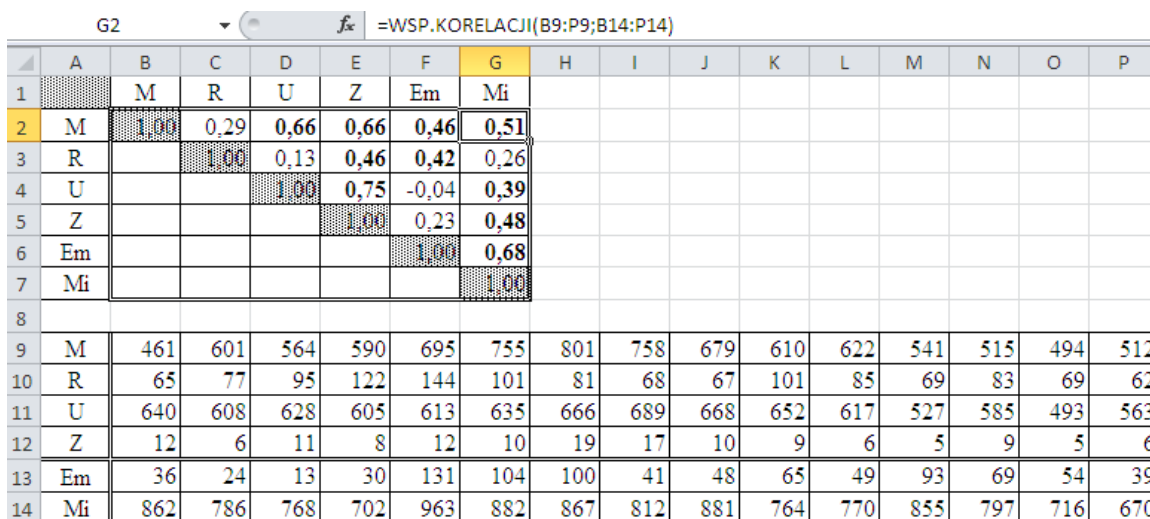 G2 fx =WSP.KORELACJI(B9:P9;B14:P14)
A B C D E F G H I J K L M N O P
1 M R U Z Em Mi
2 M 1,00 0,29 0,66 0,66 0,46 0,51
3 R 1,00 0,13 0,46 0,42 0,26
4 U 1,00 0,75 -0,04 0,39
5 Z 1,00 0,23 0,48
6 Em 1,00 0,68
7 Mi 1,00
8
9 M 461 601 564 590 695 755 801 758 679 610 622 541 515 494 512
10 R 65 77 95 122 144 101 81 68 67 101 85 69 83 69 62
11 U 640 608 628 605 613 635 666 689 668 652 617 527 585 493 563
12 Z 12 6 11 8 12 10 19 17 10 9 6 5 9 5 6
13 Em 36 24 13 30 131 104 100 41 48 65 49 93 69 54 39
14 Mi 862 786 768 702 963 882 867 812 881 764 770 855 797 716 670